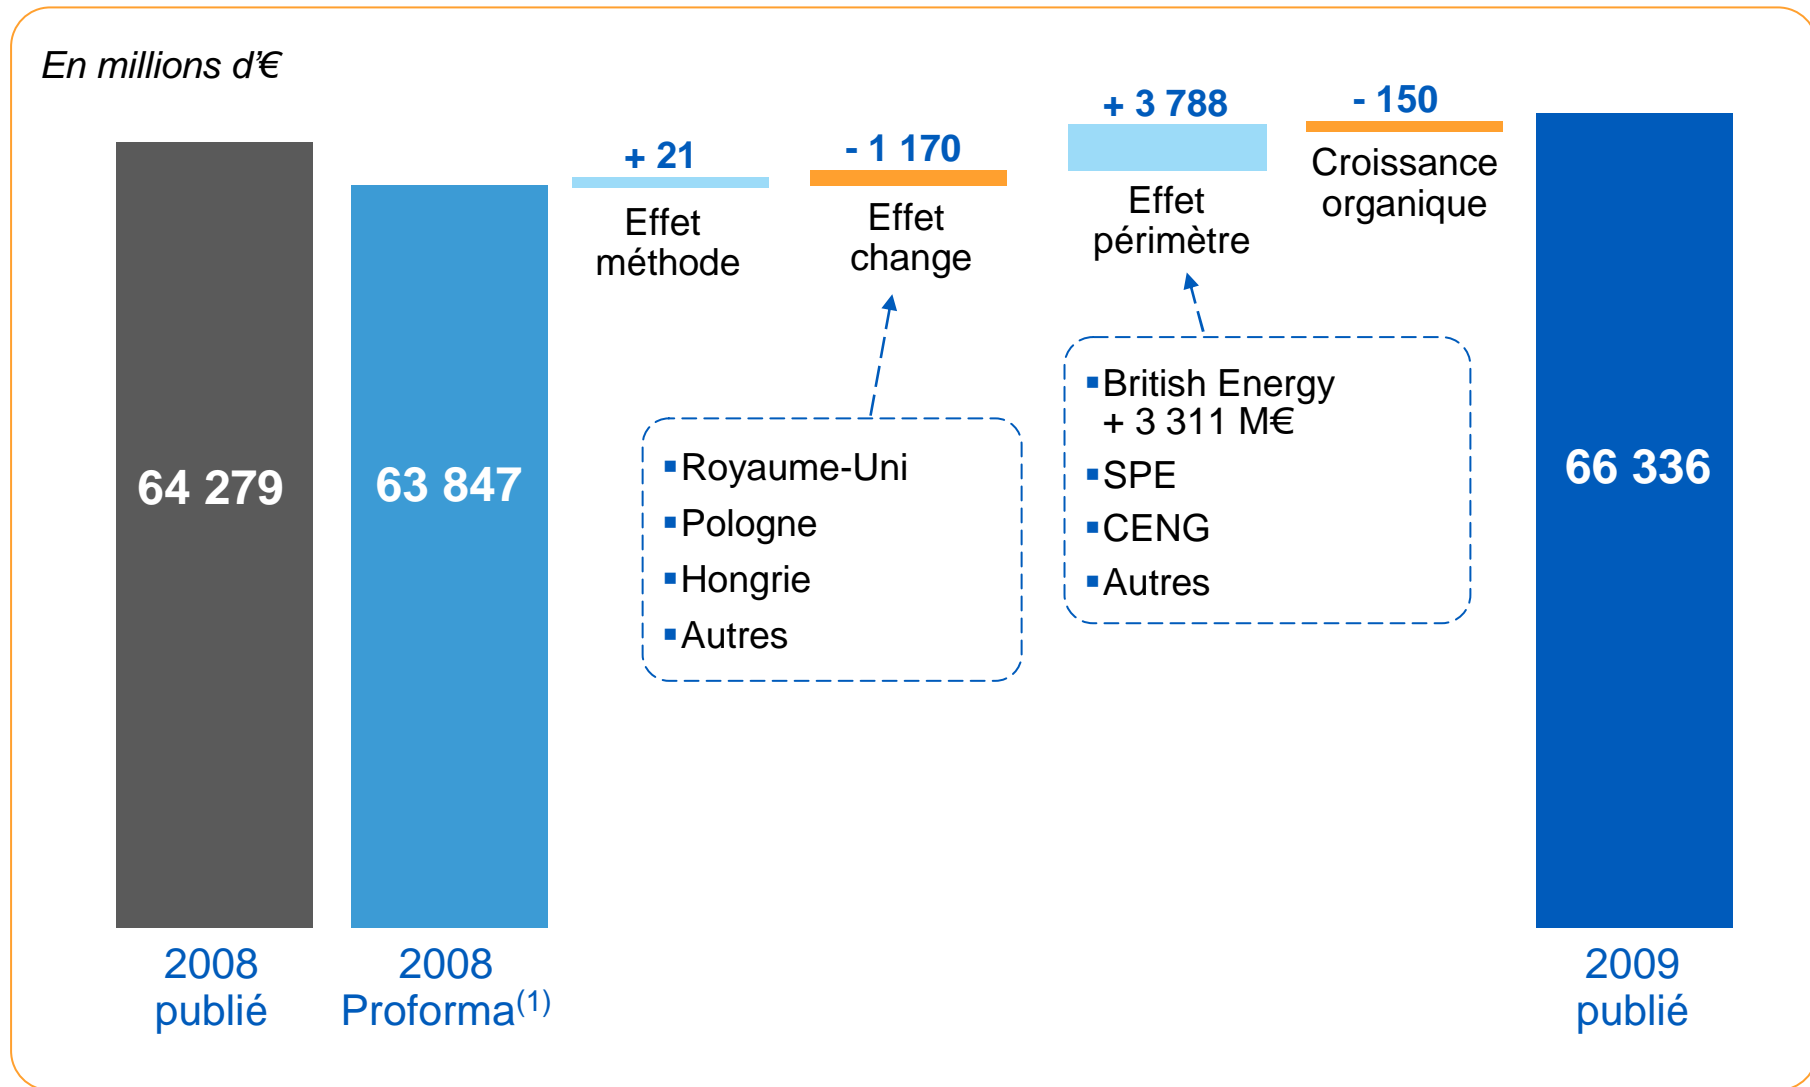 En millions d'€
64 279
2008
publié
63 847
2008
Proforma(1)
+ 21
Effet
méthode
- 1 170
Effet
change
▪Royaume-Uni
▪Pologne
▪Hongrie
▪Autres
+ 3 788
Effet
périmètre
▪British Energy
+ 3 311 M€
▪SPE
▪CENG
▪Autres
- 150
Croissance
organique
66 336
2009
publié